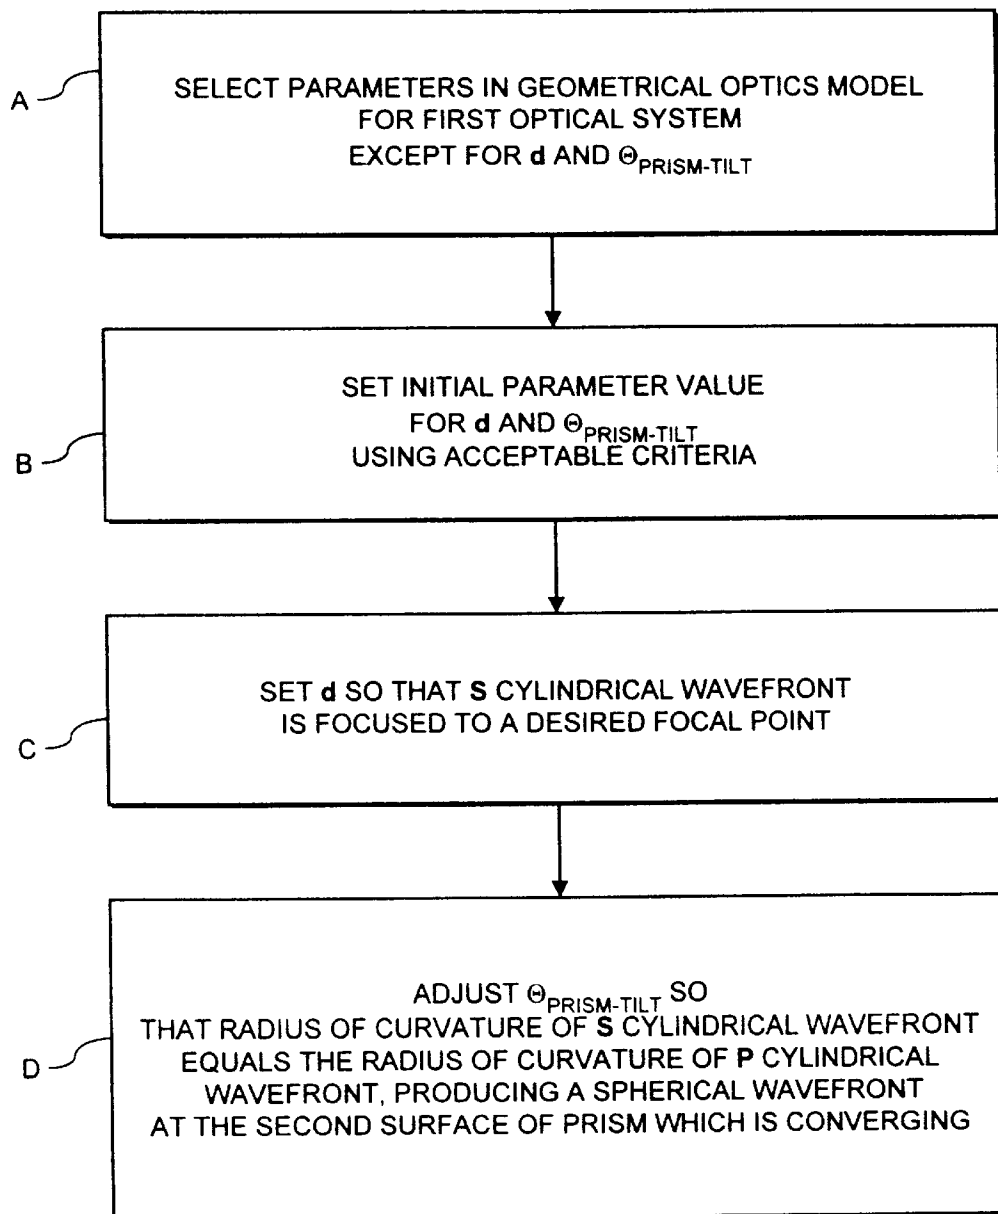 A
SELECT PARAMETERS IN GEOMETRICAL OPTICS MODEL
FOR FIRST OPTICAL SYSTEM
EXCEPT FOR d AND Θ_PRISM-TILT
B
SET INITIAL PARAMETER VALUE
FOR d AND Θ_PRISM-TILT
USING ACCEPTABLE CRITERIA
C
SET d SO THAT S CYLINDRICAL WAVEFRONT
IS FOCUSED TO A DESIRED FOCAL POINT
D
ADJUST Θ_PRISM-TILT SO
THAT RADIUS OF CURVATURE OF S CYLINDRICAL WAVEFRONT
EQUALS THE RADIUS OF CURVATURE OF P CYLINDRICAL
WAVEFRONT, PRODUCING A SPHERICAL WAVEFRONT
AT THE SECOND SURFACE OF PRISM WHICH IS CONVERGING